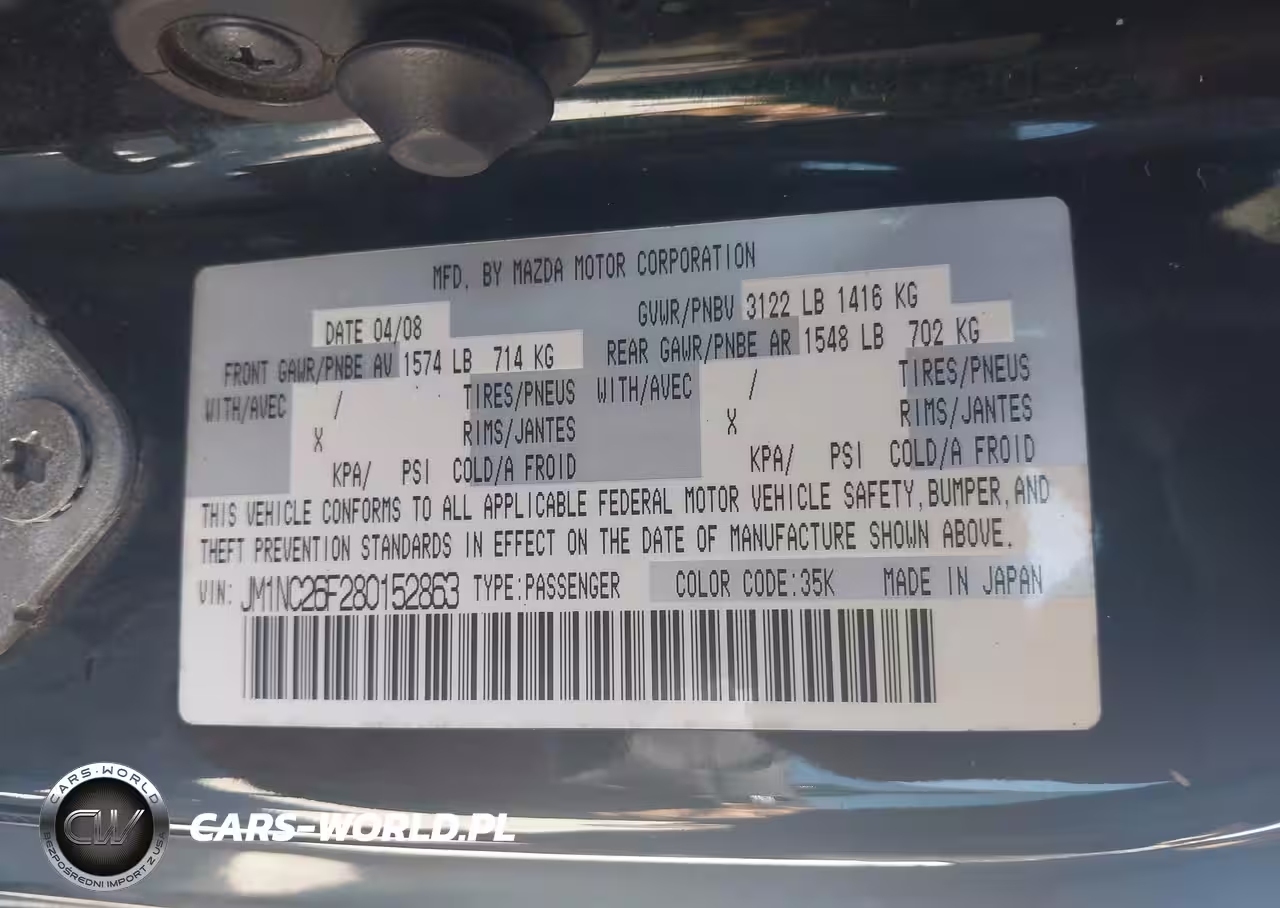 MFD. BY MAZDA MOTOR CORPORATION
DATE 04/08 GVWR/PNBV 3122 LB 1416 KG
FRONT GAWR/PNBE AV 1574 LB 714 KG REAR GAWR/PNBE AR 1548 LB 702 KG
WITH/AVEC / TIRES/PNEUS WITH/AVEC / TIRES/PNEUS
X RIMS/JANTES X RIMS/JANTES
KPA/ PSI COLD/A FROID KPA/ PSI COLD/A FROID
THIS VEHICLE CONFORMS TO ALL APPLICABLE FEDERAL MOTOR VEHICLE SAFETY, BUMPER, AND
THEFT PREVENTION STANDARDS IN EFFECT ON THE DATE OF MANUFACTURE SHOWN ABOVE.
VIN: JM1NC26F280152863 TYPE:PASSENGER COLOR CODE:35K MADE IN JAPAN
CARS-WORLD
CW
BEZPOŚREDNI IMPORT Z USA
CARS-WORLD.PL